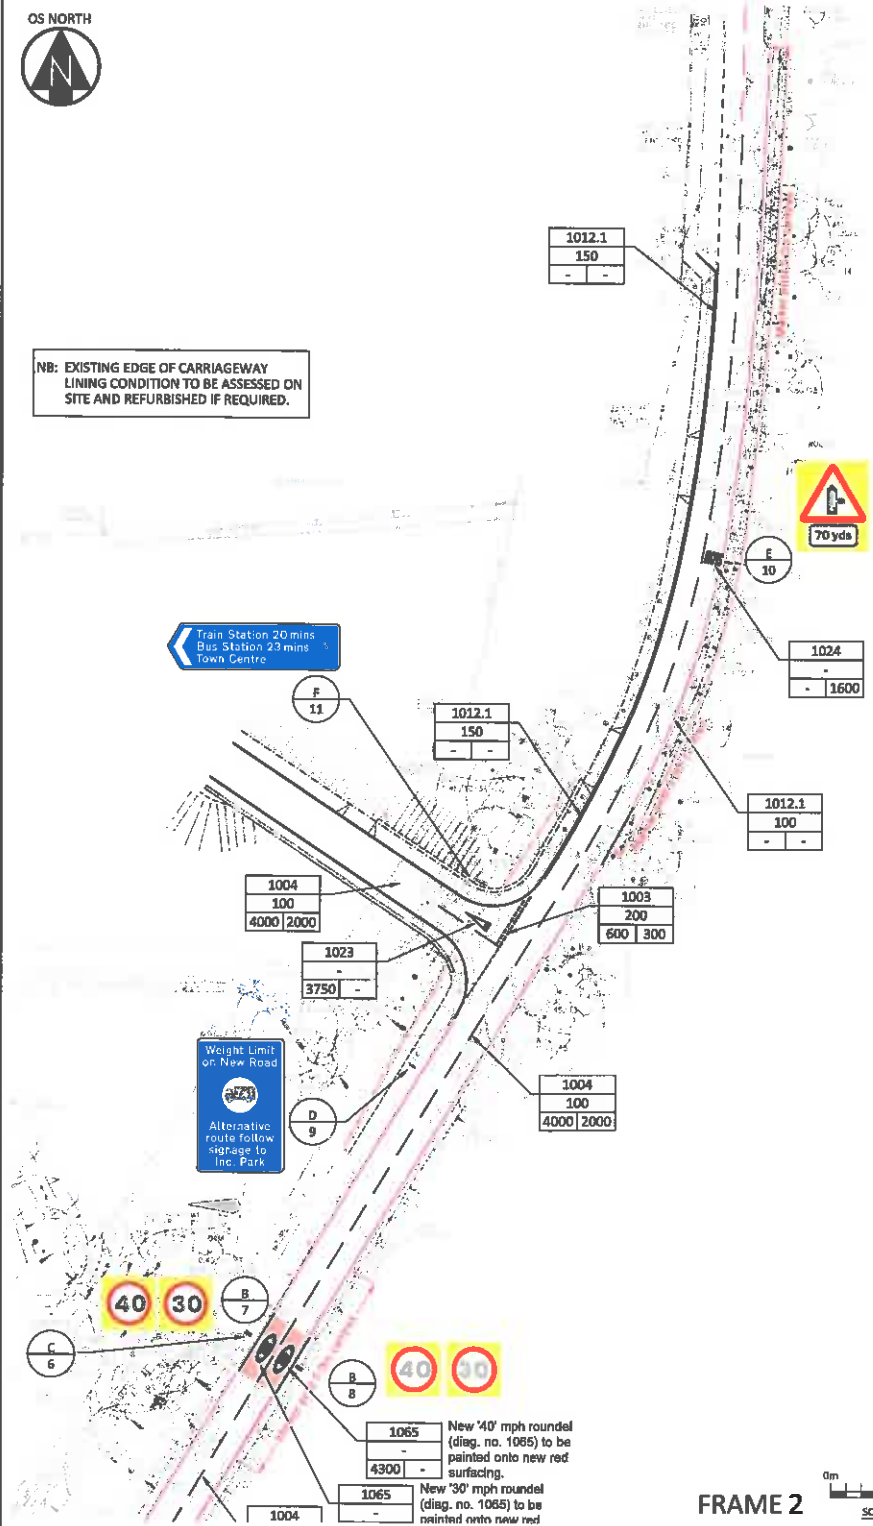 OS NORTH
N
1012.1
150
- -
NB: EXISTING EDGE OF CARRIAGEWAY
LINING CONDITION TO BE ASSESSED ON
SITE AND REFURBISHED IF REQUIRED.
70 yds
E
10
Train Station 20 mins
Bus Station 23 mins
Town Centre
F
11
1024
-
- 1600
1012.1
150
- -
1012.1
100
- -
1004
100
4000 2000
1003
200
600 300
1023
-
3750 -
Weight Limit
on New Road
Alternative
route follow
signage to
Inc. Park
D
9
1004
100
4000 2000
40 30
B
7
C
6
B
8
40 30
1065
-
4300 -
New '40' mph roundel
(diag. no. 1065) to be
painted onto new red
surfacing.
1065
-
New '30' mph roundel
(diag. no. 1065) to be
painted onto new red
1004
FRAME 2
0m